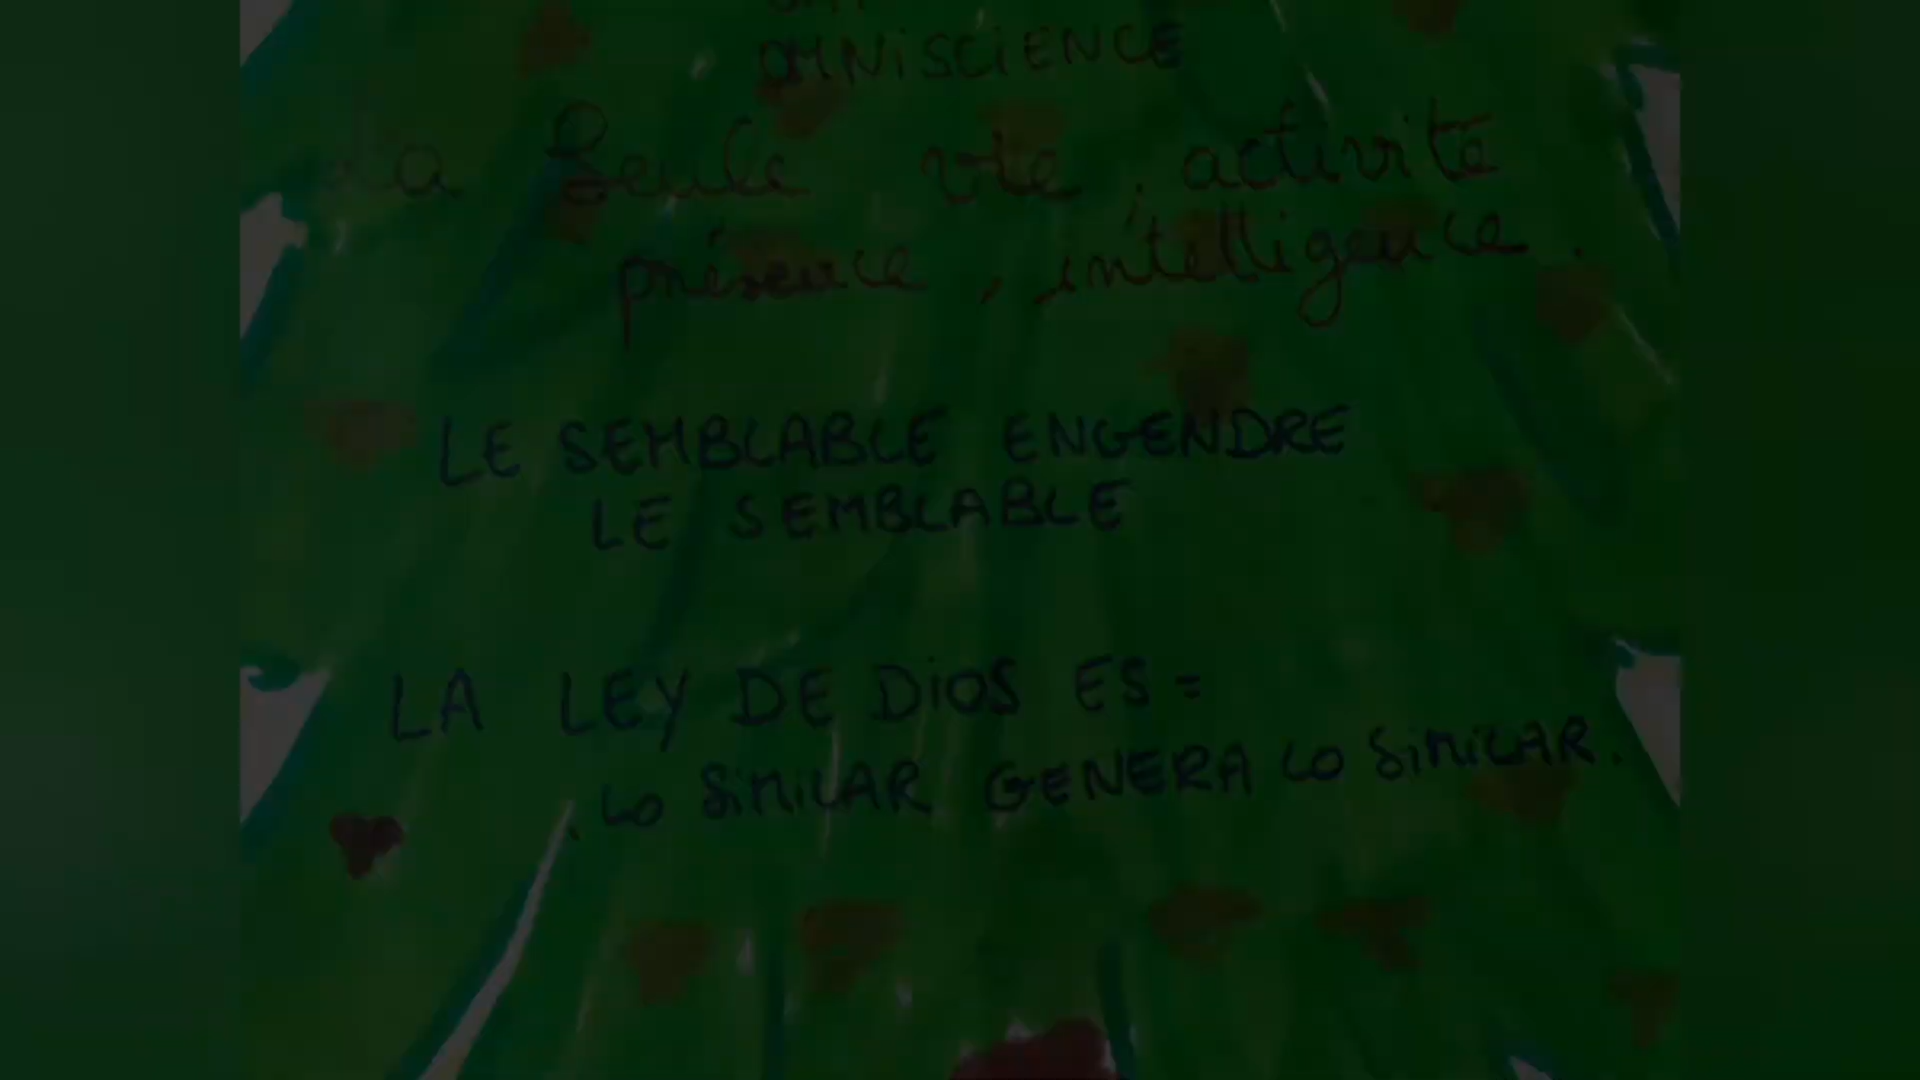 OMNISCIENCE
La Seule vie, activité
présence, intelligence.
LE SEMBLABLE ENGENDRE
LE SEMBLABLE
LA LEY DE DIOS ES =
LO SIMILAR GENERA LO SIMILAR.